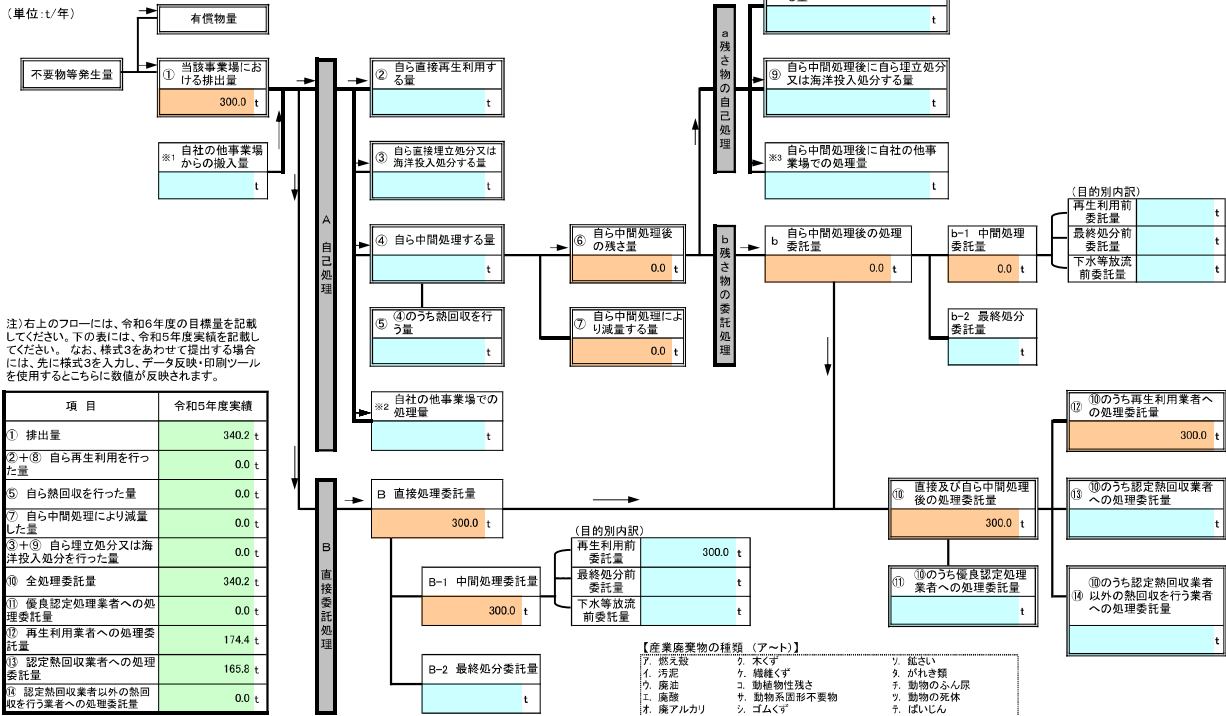 (単位:t/年)
有償物量
不要物等発生量
① 当該事業場にお
ける排出量
300.0 t
※1 自社の他事業場
からの搬入量
t
A 自己処理
② 自ら直接再生利用す
る量
t
③ 自ら直接埋立処分又は
海洋投入処分する量
t
④ 自ら中間処理する量
t
⑤ ④のうち熱回収を行
う量
t
※2 自社の他事業場での
処理量
t
⑥ 自ら中間処理後
の残さ量
0.0 t
⑦ 自ら中間処理によ
り減量する量
0.0 t
a 残さ物の自己処理
t
⑨ 自ら中間処理後に自ら埋立処分
又は海洋投入処分する量
t
※3 自ら中間処理後に自社の他事
業場での処理量
t
b 残さ物の委託処理
b 自ら中間処理後の処理
委託量
0.0 t
b-1 中間処理
委託量
0.0 t
b-2 最終処分
委託量
t
(目的別内訳)
再生利用前
委託量
t
最終処分前
委託量
t
下水等放流
前委託量
t
注)右上のフローには、令和6年度の目標量を記載
してください。下の表には、令和5年度実績を記載し
てください。 なお、様式3をあわせて提出する場合
には、先に様式3を入力し、データ反映・印刷ツール
を使用するとこちらに数値が反映されます。
項 目 令和5年度実績
① 排出量 340.2 t
②+⑧ 自ら再生利用を行っ
た量 0.0 t
⑤ 自ら熱回収を行った量 0.0 t
⑦ 自ら中間処理により減量
した量 0.0 t
③+⑨ 自ら埋立処分又は海
洋投入処分を行った量 0.0 t
⑩ 全処理委託量 340.2 t
⑪ 優良認定処理業者への処
理委託量 0.0 t
⑫ 再生利用業者への処理委
託量 174.4 t
⑬ 認定熱回収業者への処理
委託量 165.8 t
⑭ 認定熱回収業者以外の熱回
収を行う業者への処理委託量 0.0 t
B 直接委託処理
B 直接処理委託量
300.0 t
B-1 中間処理委託量
300.0 t
B-2 最終処分委託量
t
(目的別内訳)
再生利用前
委託量
300.0 t
最終処分前
委託量
t
下水等放流
前委託量
t
⑩ 直接及び自ら中間処理
後の処理委託量
300.0 t
⑪ ⑩のうち優良認定処理
業者への処理委託量
t
⑫ ⑩のうち再生利用業者へ
の処理委託量
300.0 t
⑬ ⑩のうち認定熱回収業者
への処理委託量
t
⑭ ⑩のうち認定熱回収業者
以外の熱回収を行う業者
への処理委託量
t
【産業廃棄物の種類 (ア~ト)】
ア. 燃え殻 ク. 木くず ソ. 鉱さい
イ. 汚泥 ケ. 繊維くず タ. がれき類
ウ. 廃油 コ. 動植物性残さ チ. 動物のふん尿
エ. 廃酸 サ. 動物系固形不要物 ツ. 動物の死体
オ. 廃アルカリ シ. ゴムくず テ. ばいじん